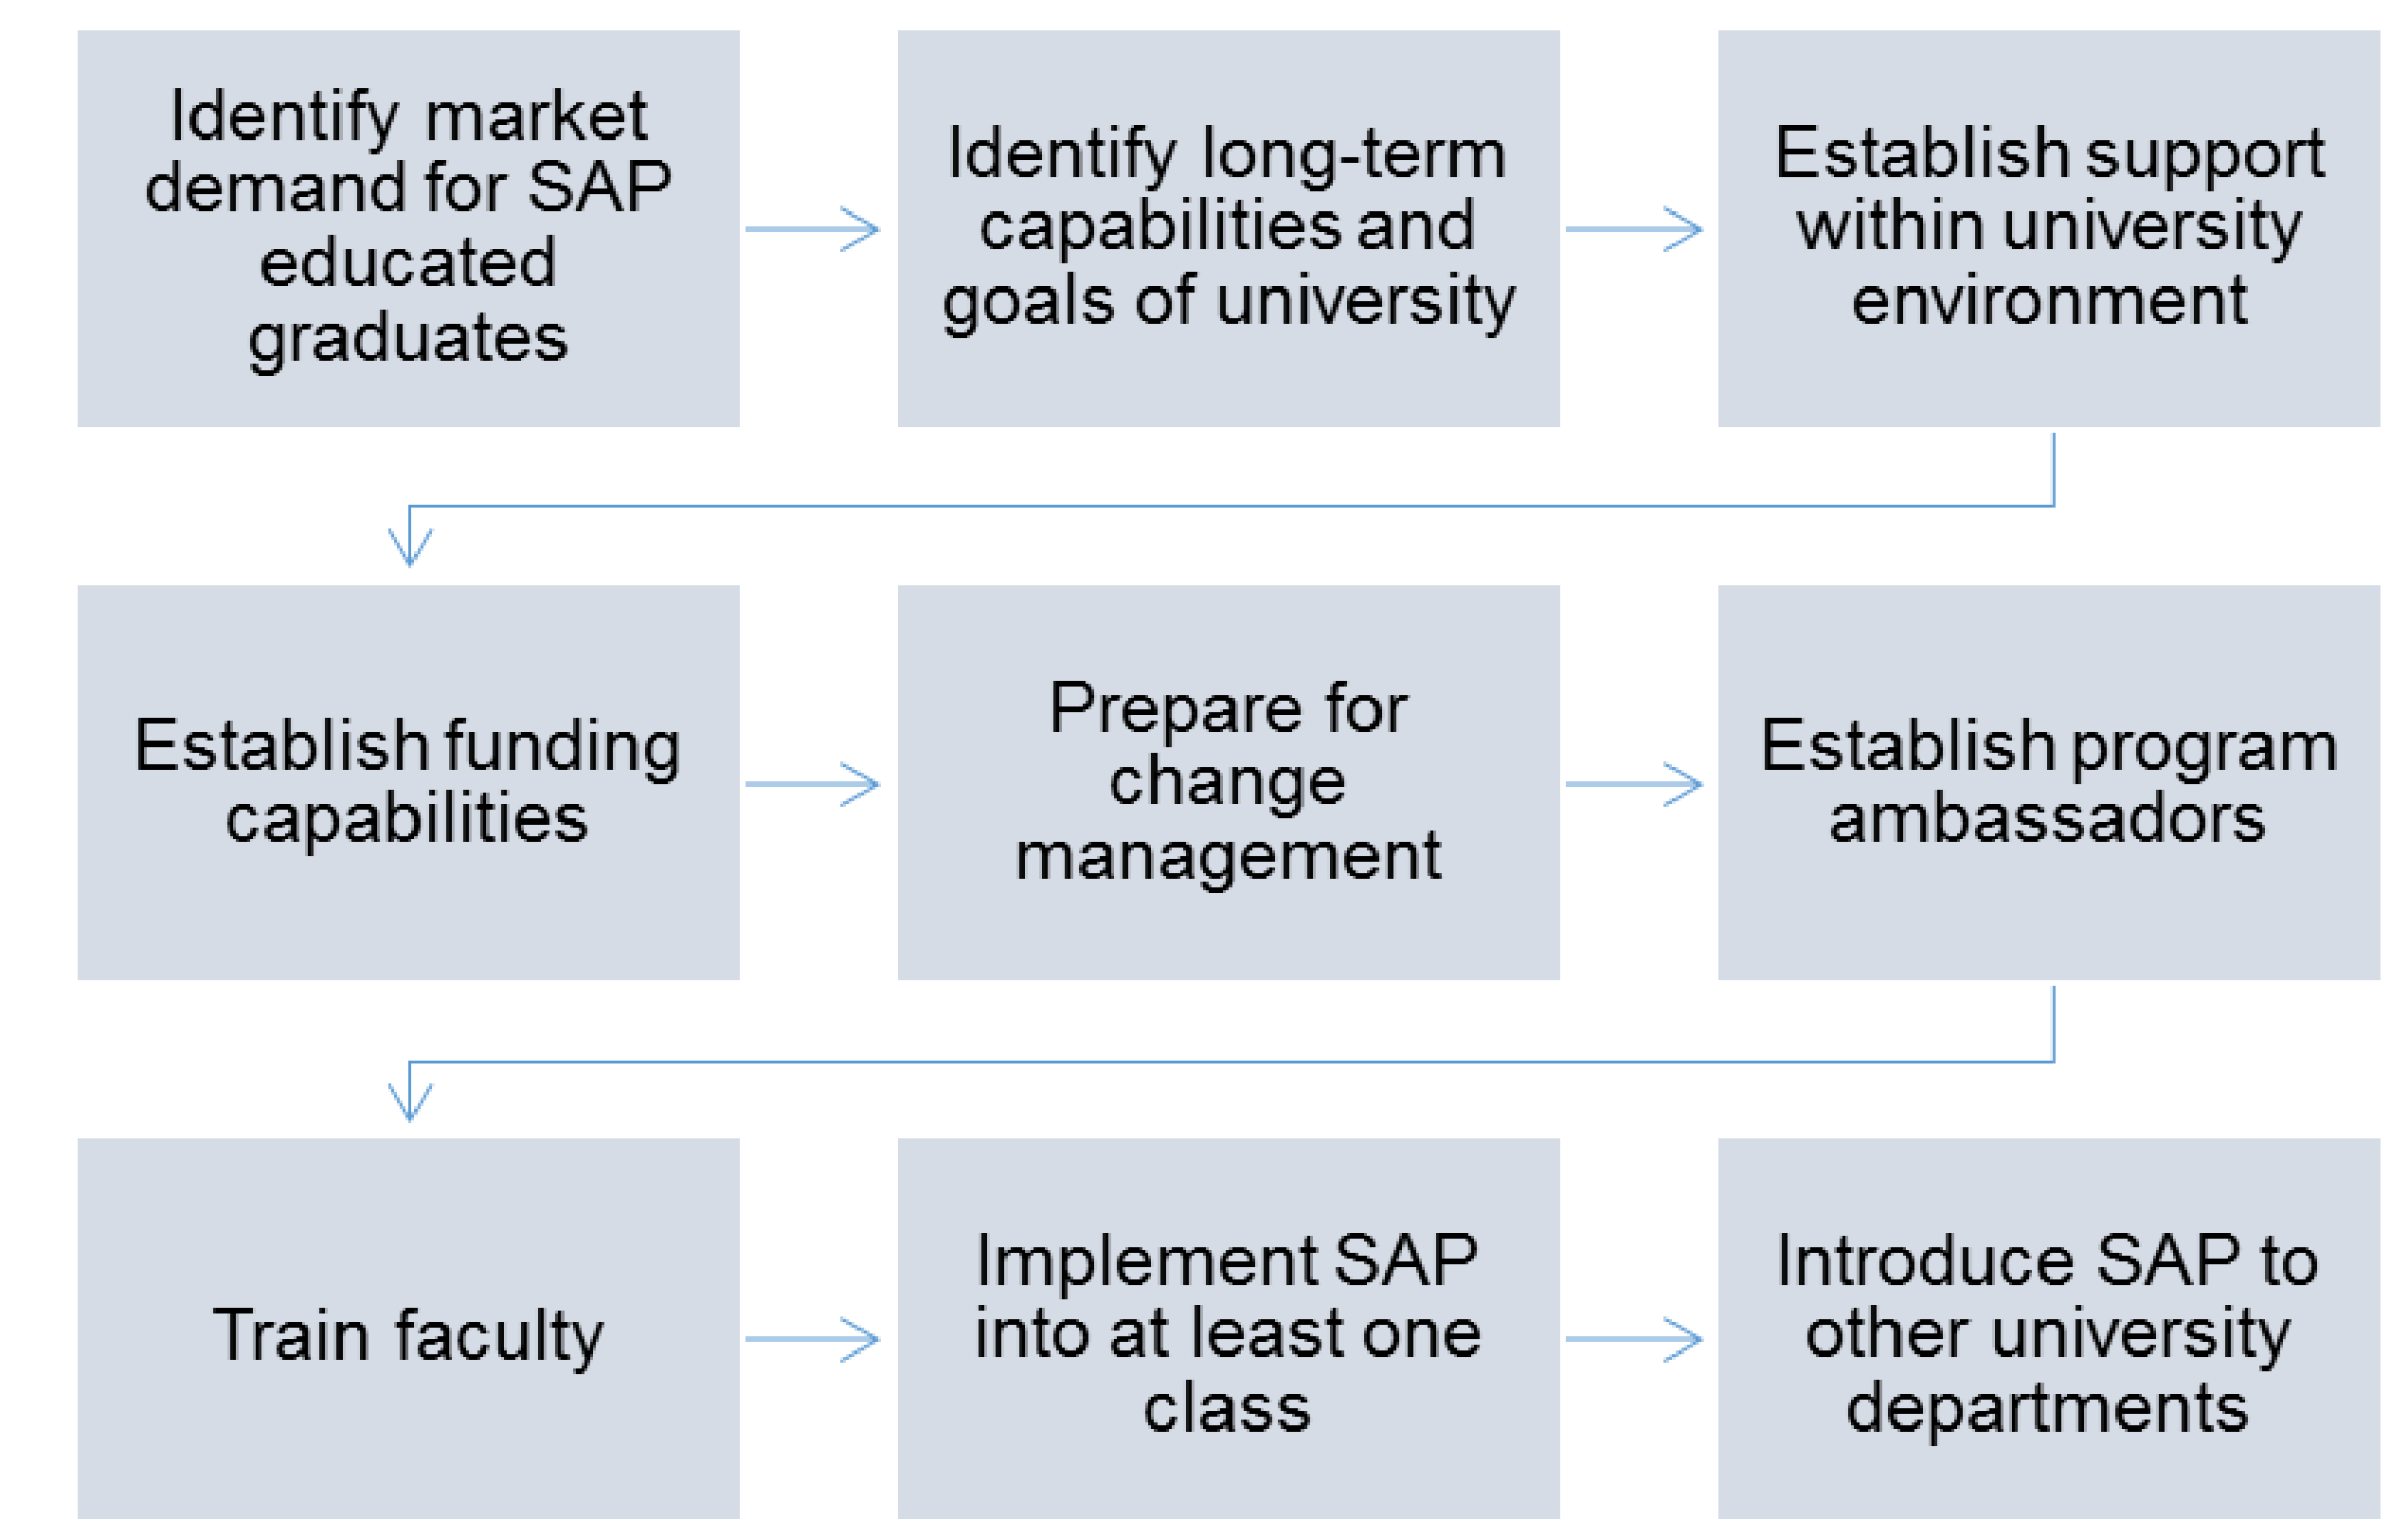 Identify market
demand for SAP
educated
graduates
Identify long-term
capabilities and
goals of university
Establish support
within university
environment
Establish funding
capabilities
Prepare for
change
management
Establish program
ambassadors
Train faculty
Implement SAP
into at least one
class
Introduce SAP to
other university
departments